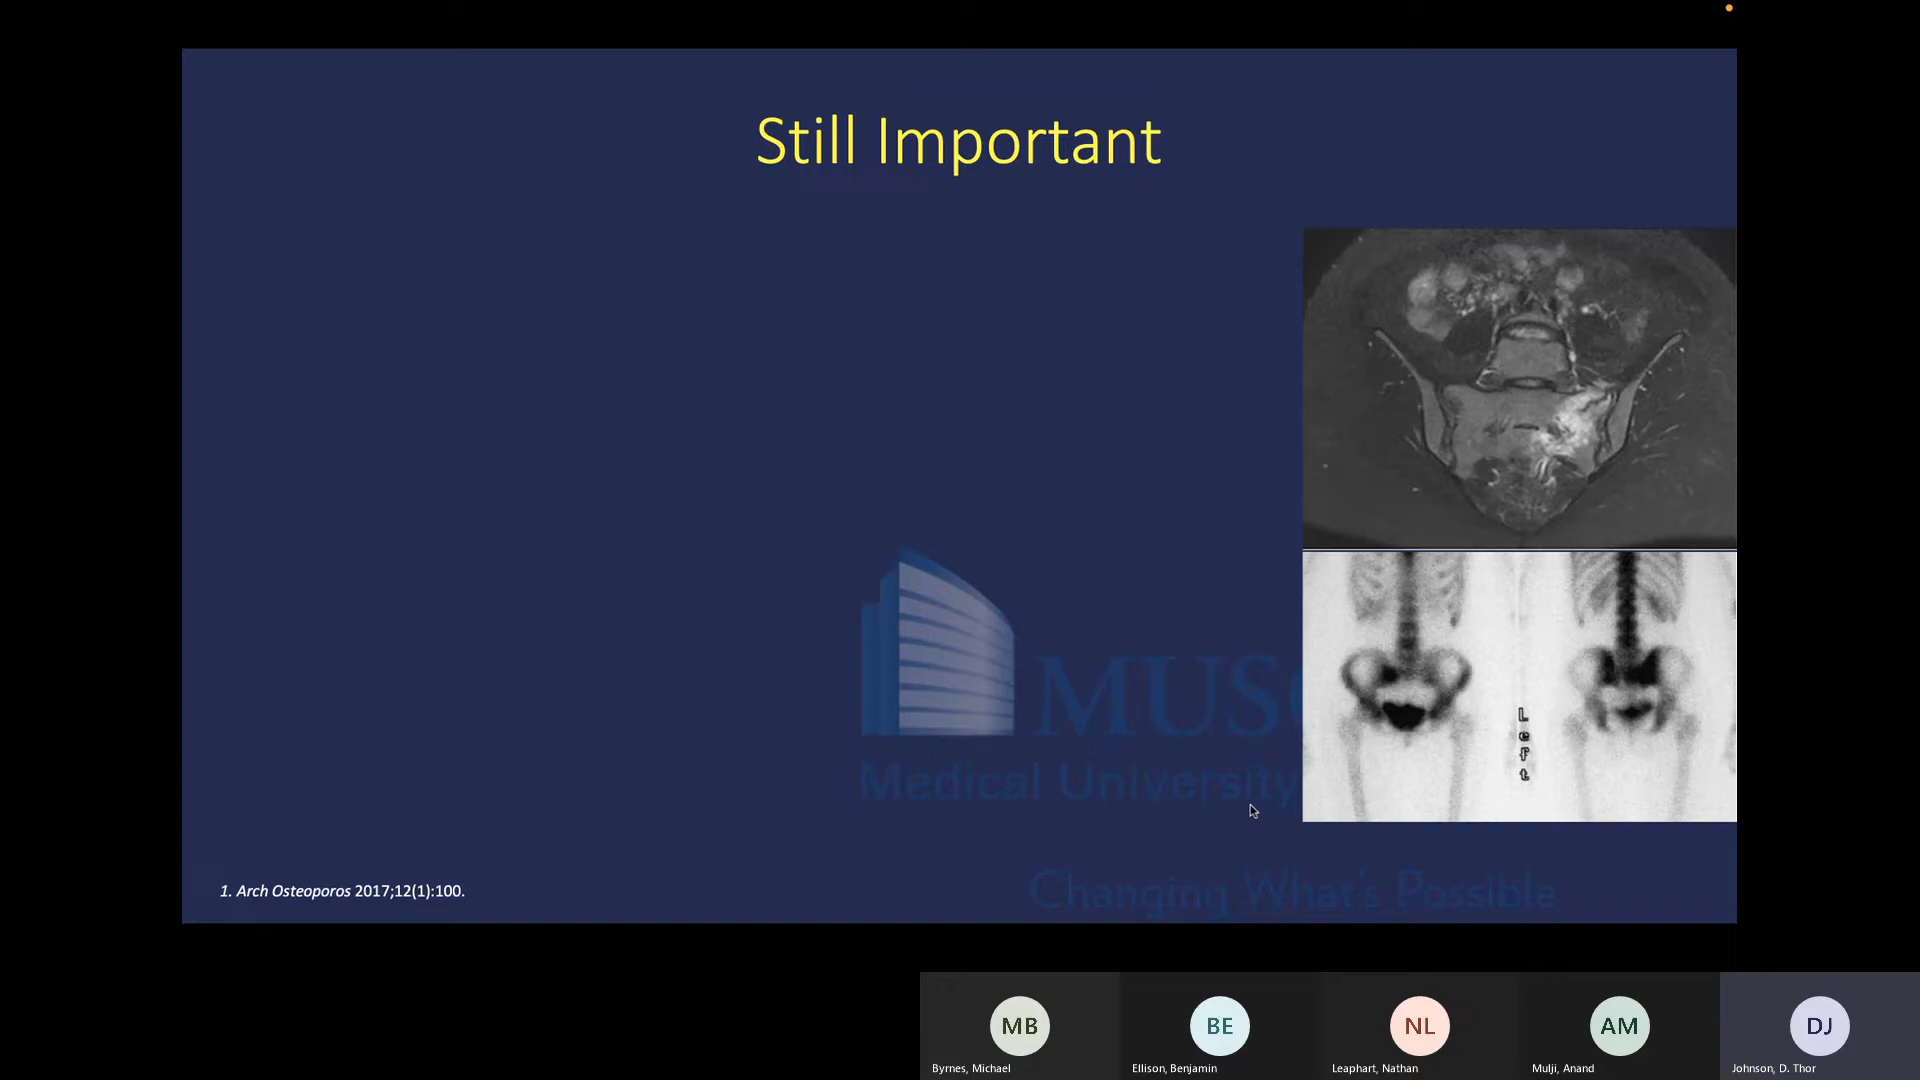 Still Important
MUSC
Medical University
Left
1. Arch Osteoporos 2017;12(1):100.
Changing What's Possible
MB
BE
NL
AM
DJ
Byrnes, Michael
Ellison, Benjamin
Leaphart, Nathan
Mulji, Anand
Johnson, D. Thor